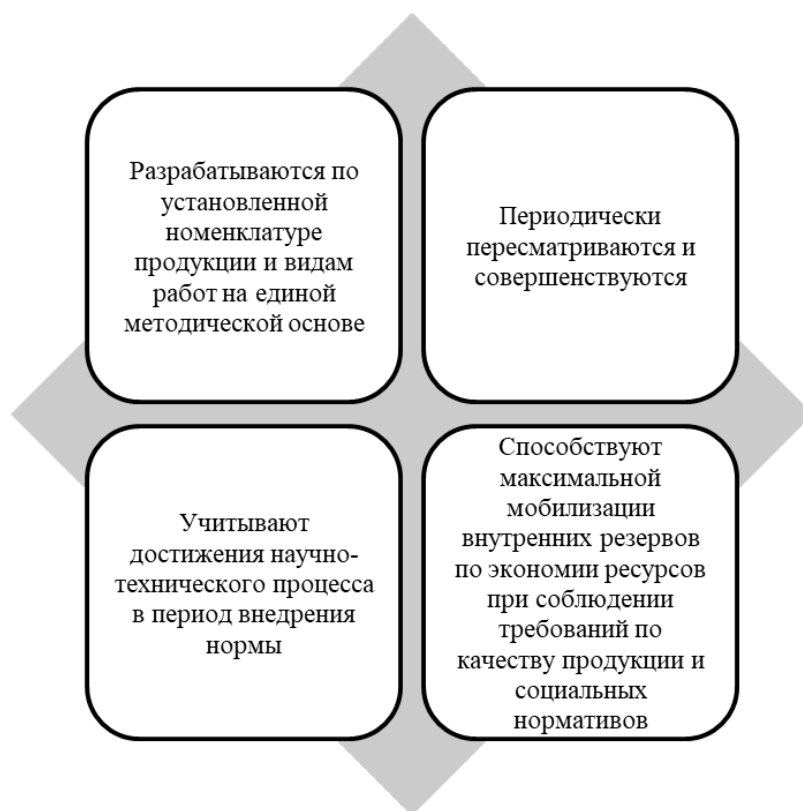 Разрабатываются по
установленной
номенклатуре
продукции и видам
работ на единой
методической основе
Периодически
пересматриваются и
совершенствуются
Учитывают
достижения научно-
технического процесса
в период внедрения
нормы
Способствуют
максимальной
мобилизации
внутренних резервов
по экономии ресурсов
при соблюдении
требований по
качеству продукции и
социальных
нормативов